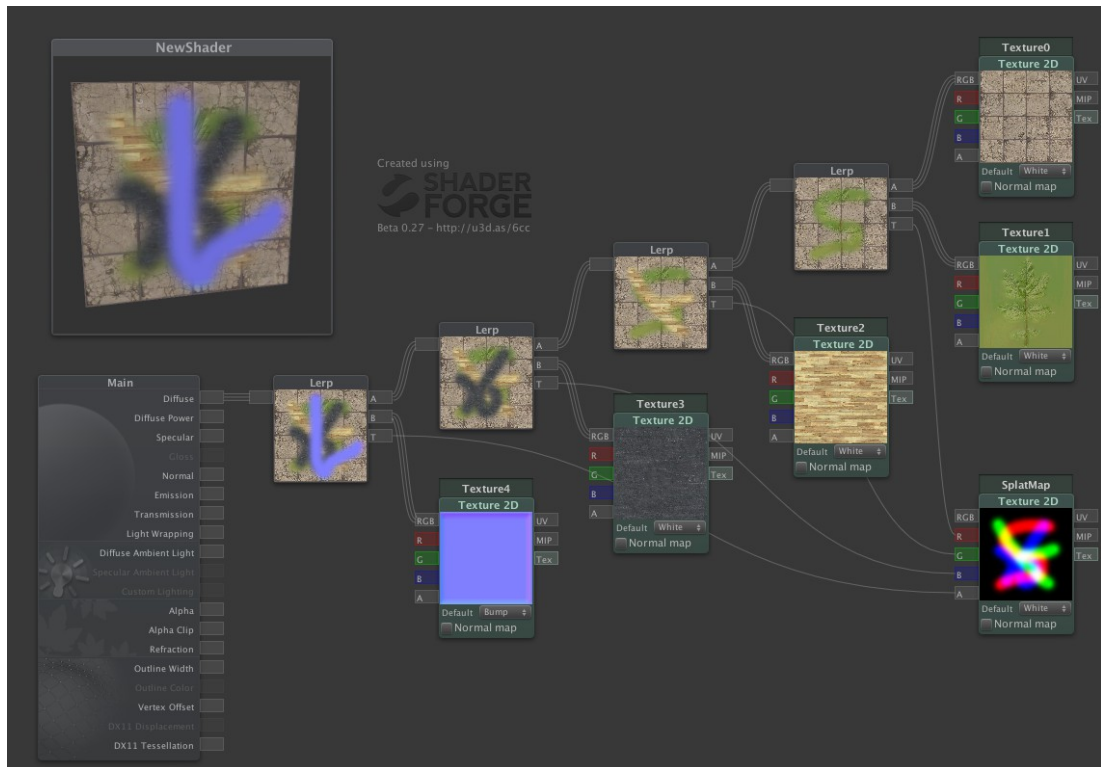 NewShader
Created using
SHADER
FORGE
Beta 0.27 - http://u3d.as/6cc
Texture0
Texture 2D
RGB
UV
R
MIP
G
Tex
B
A
Default
White
Normal map
Lerp
A
B
T
Texture1
Texture 2D
RGB
UV
R
MIP
G
Tex
B
A
Default
White
Normal map
Lerp
A
B
T
Texture2
Texture 2D
RGB
UV
R
MIP
G
Tex
B
A
Default
White
Normal map
Lerp
A
B
T
Texture3
Texture 2D
RGB
UV
R
MIP
G
Tex
B
A
Default
White
Normal map
Lerp
A
B
T
Texture4
Texture 2D
RGB
UV
R
MIP
G
Tex
B
A
Default
Bump
Normal map
SplatMap
Texture 2D
RGB
UV
R
MIP
G
Tex
B
A
Default
White
Normal map
Main
Diffuse
Diffuse Power
Specular
Gloss
Normal
Emission
Transmission
Light Wrapping
Diffuse Ambient Light
Specular Ambient Light
Custom Lighting
Alpha
Alpha Clip
Refraction
Outline Width
Outline Color
Vertex Offset
DX11 Displacement
DX11 Tessellation